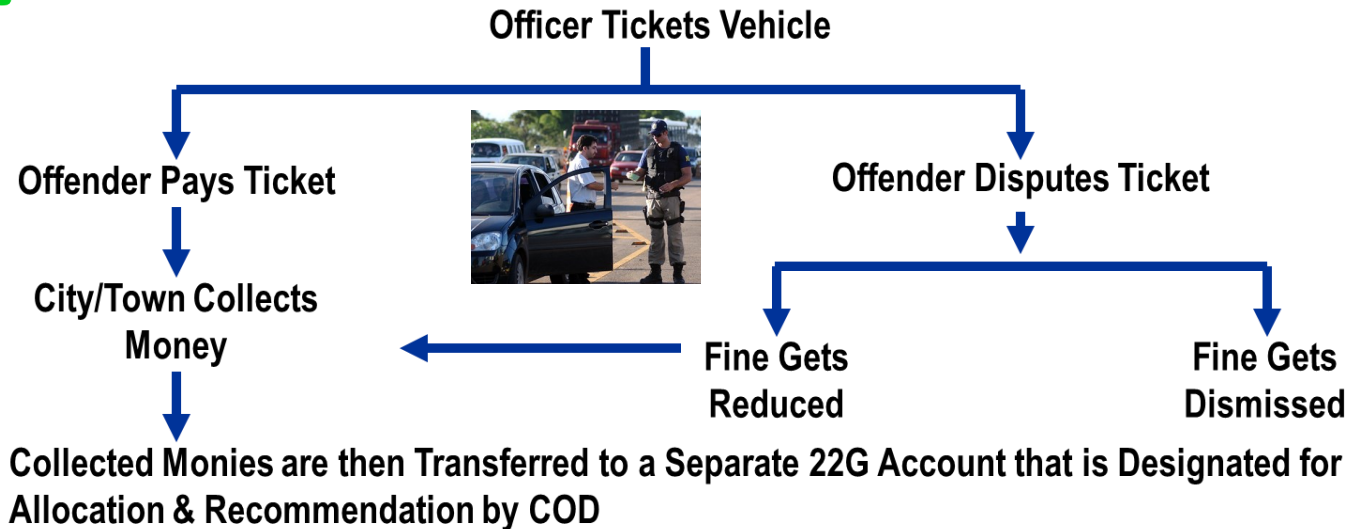 Officer Tickets Vehicle
Offender Pays Ticket
Offender Disputes Ticket
City/Town Collects
Money
Fine Gets
Reduced
Fine Gets
Dismissed
Collected Monies are then Transferred to a Separate 22G Account that is Designated for
Allocation & Recommendation by COD